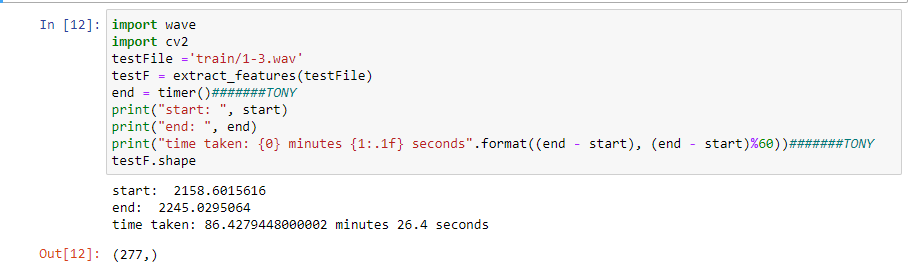 In [12]: import wave
import cv2
testFile ='train/1-3.wav'
testF = extract_features(testFile)
end = timer()#######TONY
print("start: ", start)
print("end: ", end)
print("time taken: {0} minutes {1:.1f} seconds".format((end - start), (end - start)%60))#######TONY
testF.shape
start:  2158.6015616
end:  2245.0295064
time taken: 86.4279448000002 minutes 26.4 seconds
Out[12]: (277,)